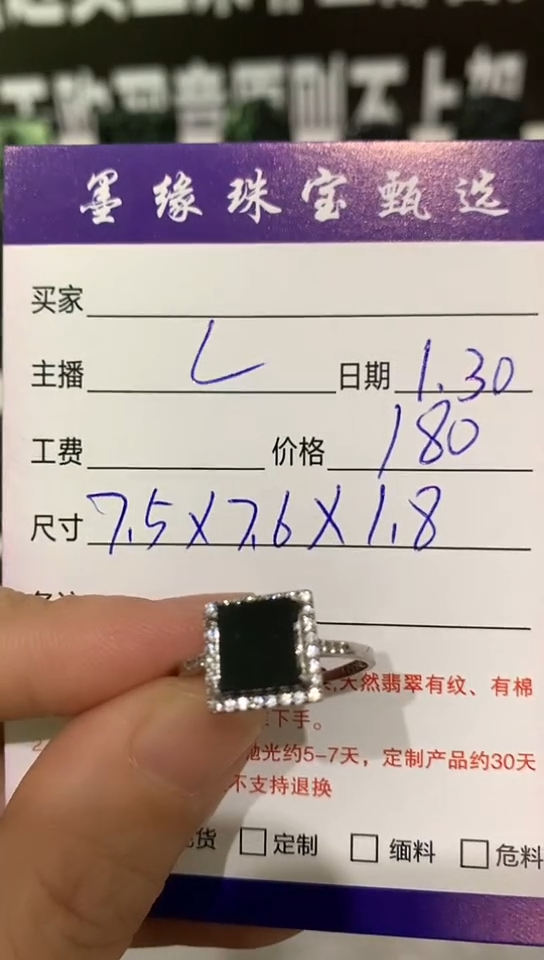 墨缘珠宝甄选
买家
主播 L 日期 1.30
工费 价格 180
尺寸 7.5X7.6X1.8
天然翡翠有纹、有棉
下手。
抛光约5-7天，定制产品约30天
不支持退换
货 定制 缅料 危料